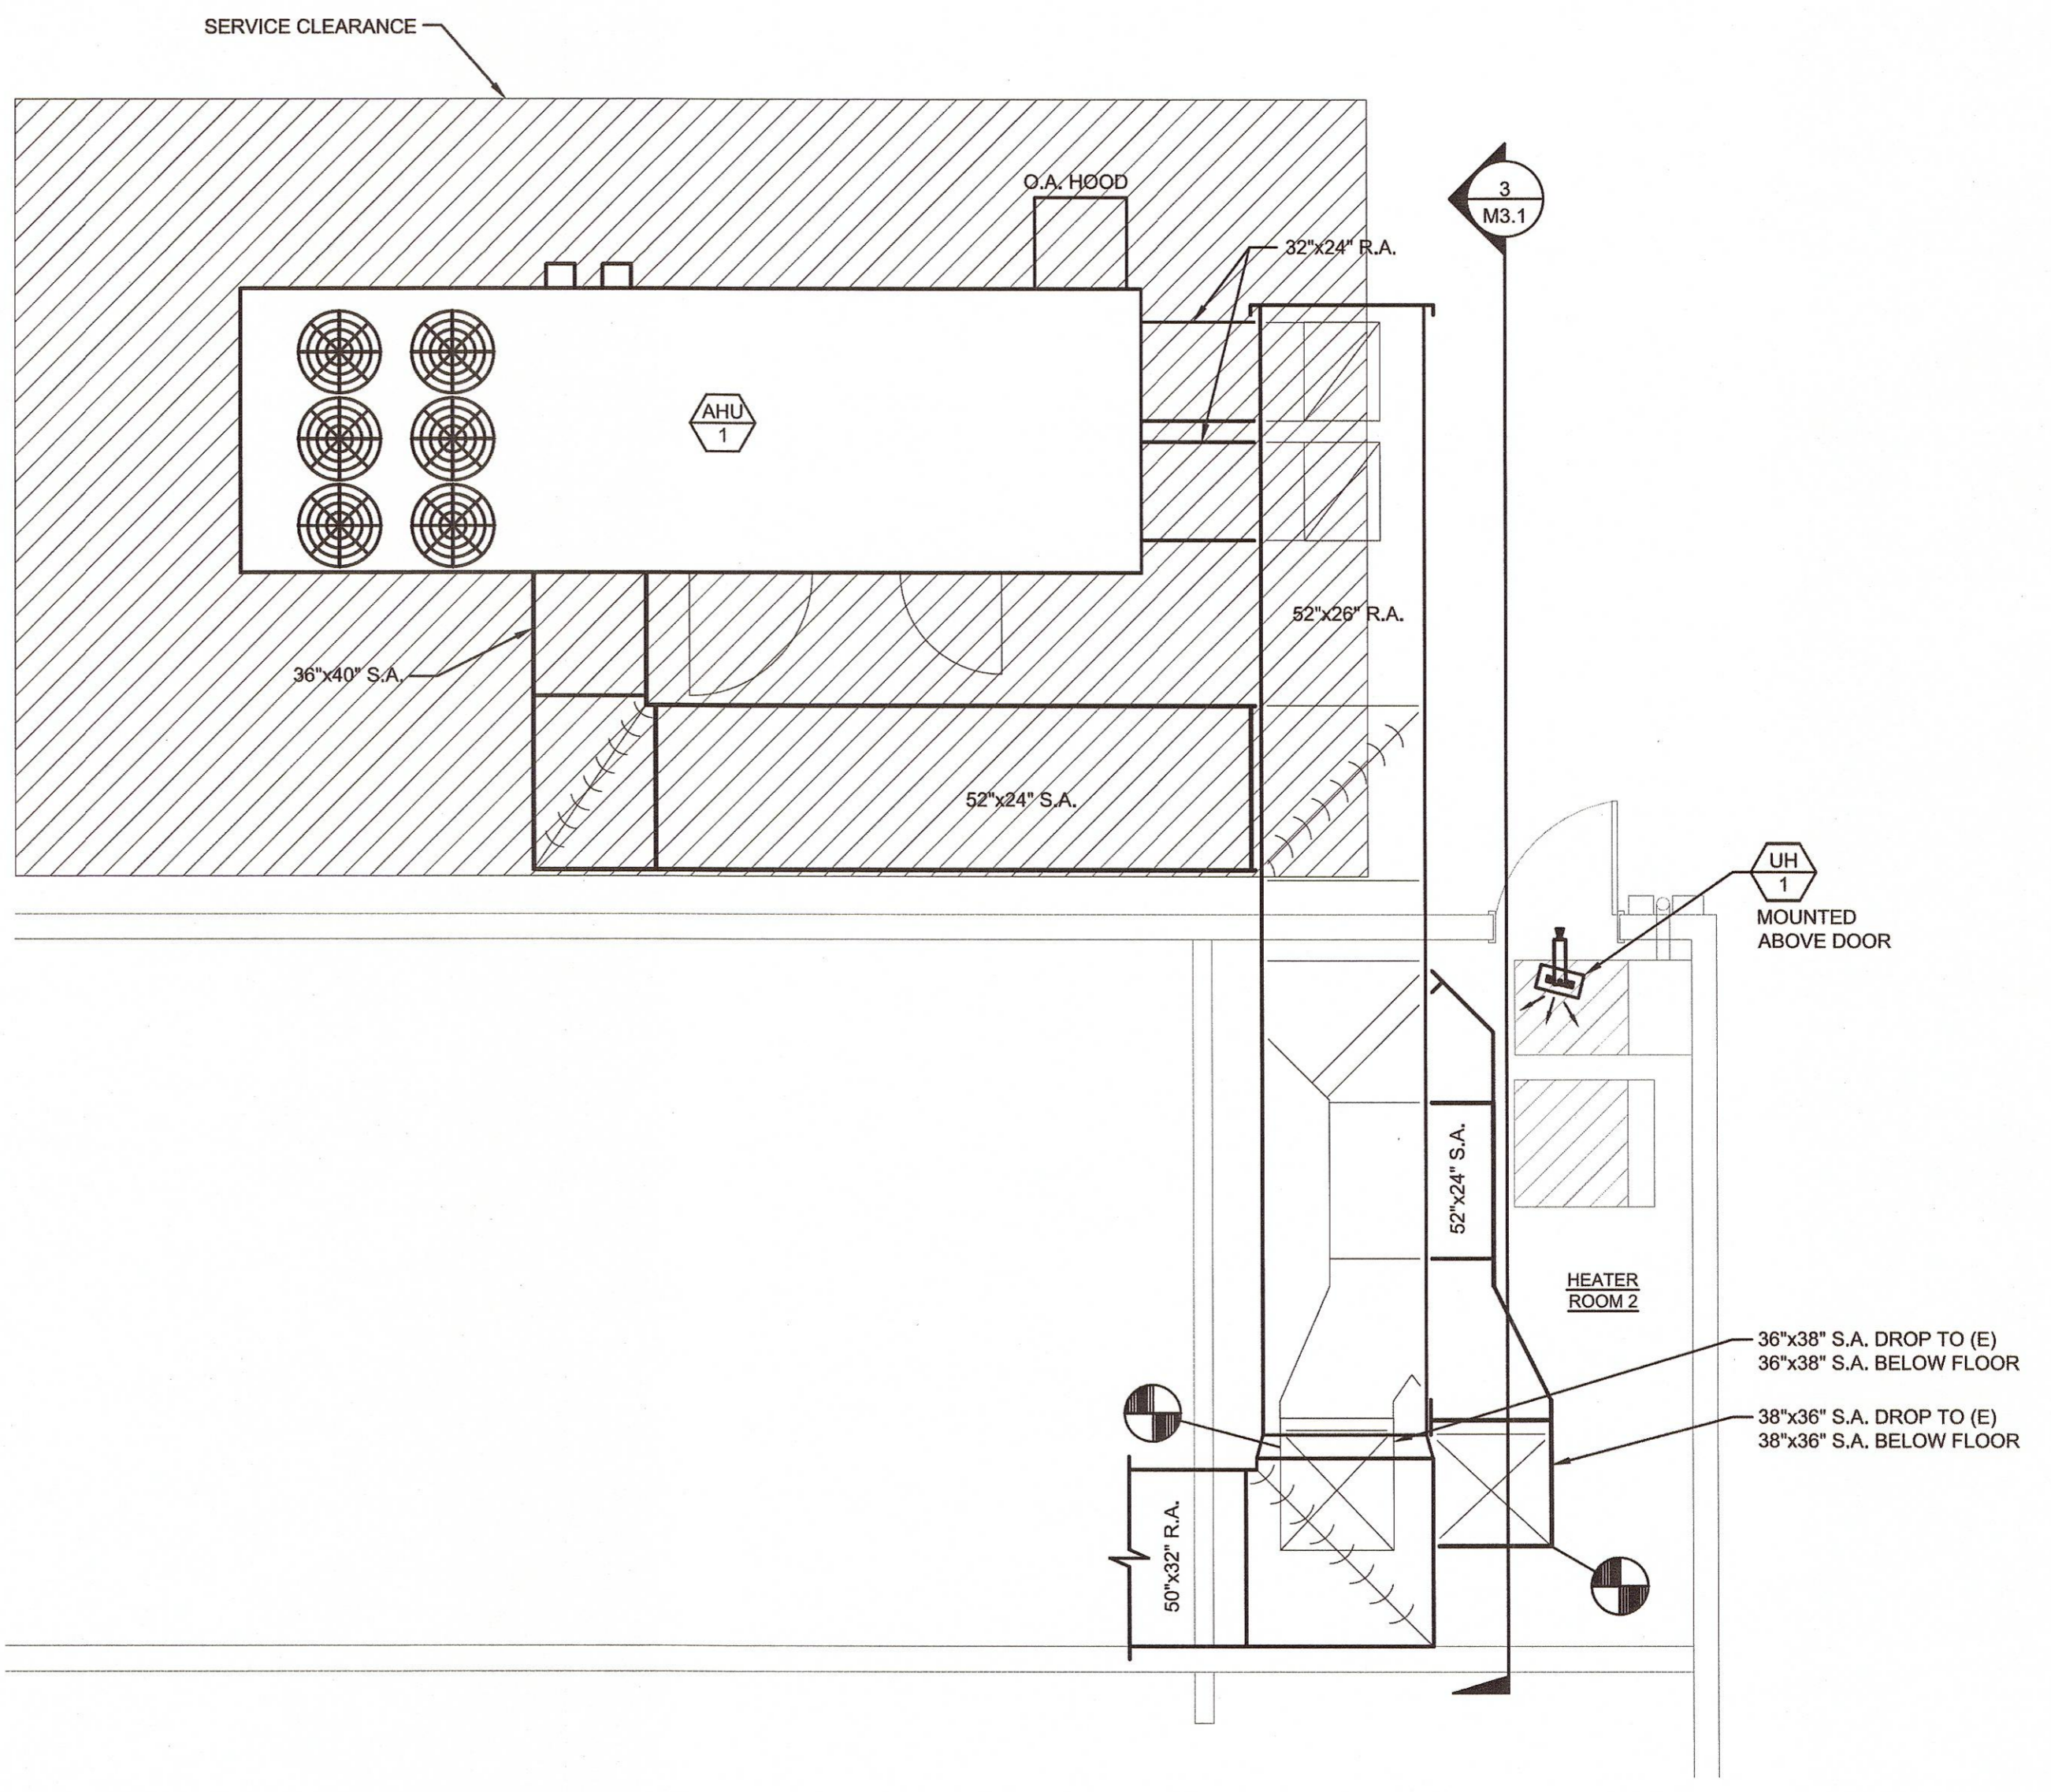 SERVICE CLEARANCE
O.A. HOOD
3
M3.1
32"x24" R.A.
AHU
1
52"x26" R.A.
36"x40" S.A.
52"x24" S.A.
UH
1
MOUNTED
ABOVE DOOR
52"x24" S.A.
HEATER
ROOM 2
36"x38" S.A. DROP TO (E)
36"x38" S.A. BELOW FLOOR
38"x36" S.A. DROP TO (E)
38"x36" S.A. BELOW FLOOR
50"x32" R.A.